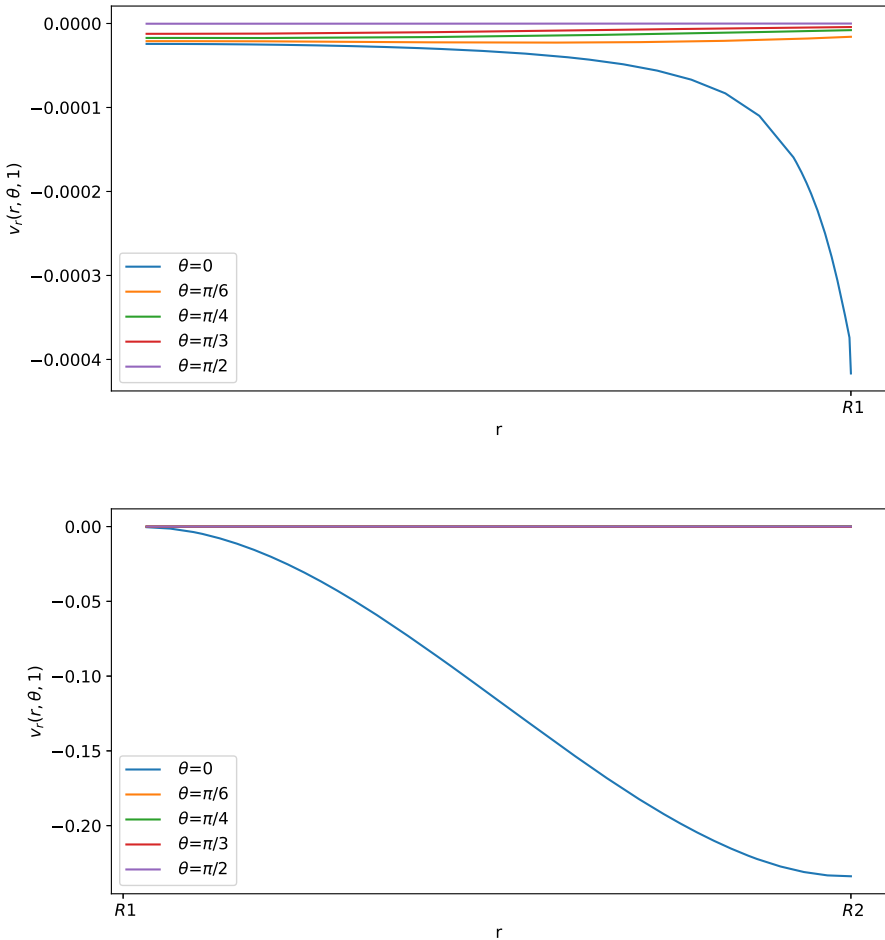 0.0000
−0.0001
−0.0002
−0.0003
−0.0004
v_r(r, θ, 1)
θ=0
θ=π/6
θ=π/4
θ=π/3
θ=π/2
R1
r
0.00
−0.05
−0.10
−0.15
−0.20
v_r(r, θ, 1)
θ=0
θ=π/6
θ=π/4
θ=π/3
θ=π/2
R1 R2
r